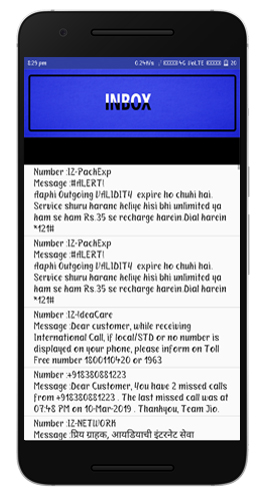 8:25 pm 0.24K/s 4G VoLTE 26
INBOX
Number :IZ-PachExp
Message :#ALERT!
Aaphi Outgoing VALIDITY expire ho chuhi hai.
Service shuru harane heliye hisi bhi unlimited ya
ham se ham Rs.35 se recharge harein.Dial harein
*121#
Number :IZ-PachExp
Message :#ALERT!
Aaphi Outgoing VALIDITY expire ho chuhi hai.
Service shuru harane heliye hisi bhi unlimited ya
ham se ham Rs.35 se recharge harein.Dial harein
*121#
Number :IZ-IdeaCare
Message :Dear customer, while receiving
International Call, if local/STD or no number is
displayed on your phone, please inform on Toll
Free number 1800110420 or 1963
Number :+918380881223
Message :Dear Customer, You have 2 missed calls
from +918380881223 . The last missed call was at
07:48 PM on 10-Mar-2019 . Thankyou, Team Jio.
Number :IZ-NETWORK
Message :प्रिय ग्राहक, आयडियाची इंटरनेट सेवा